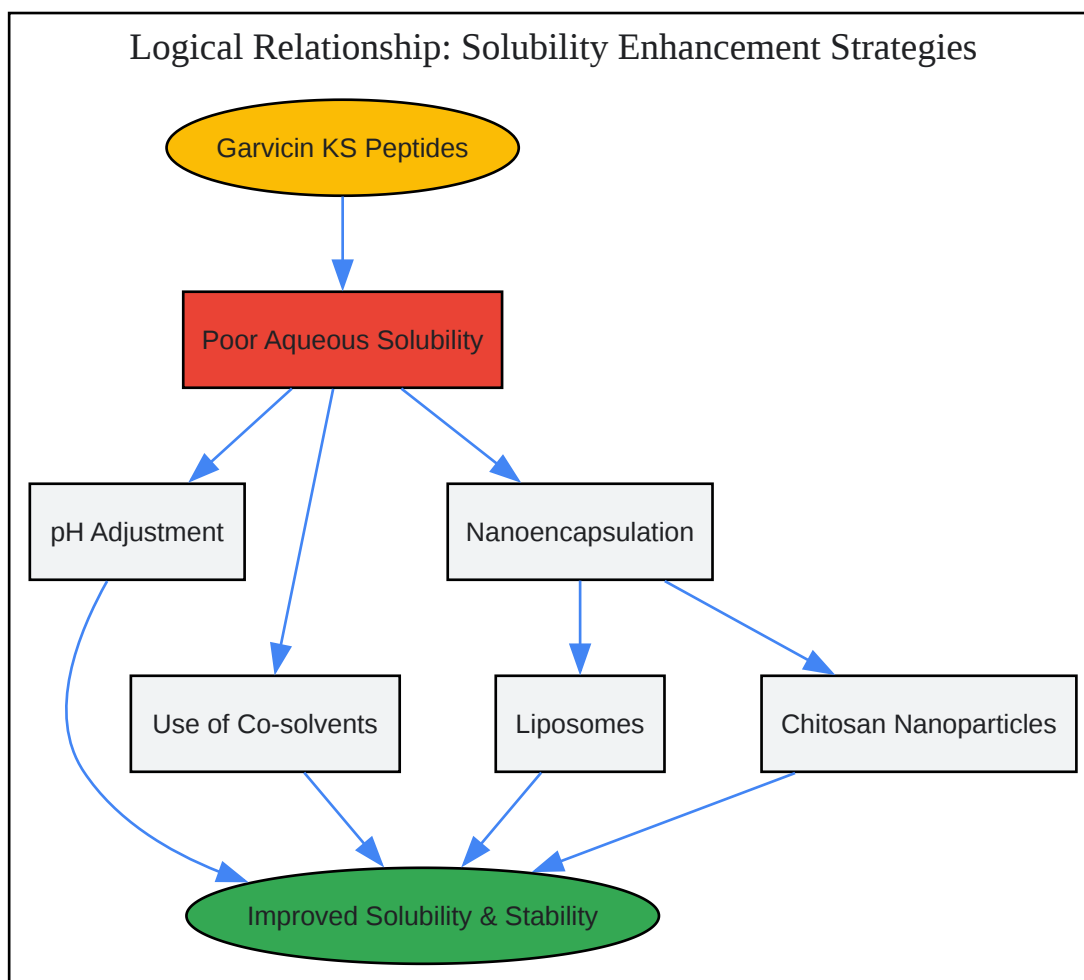 Logical Relationship: Solubility Enhancement Strategies
Garvicin KS Peptides
Poor Aqueous Solubility
pH Adjustment
Nanoencapsulation
Use of Co-solvents
Liposomes
Chitosan Nanoparticles
Improved Solubility & Stability